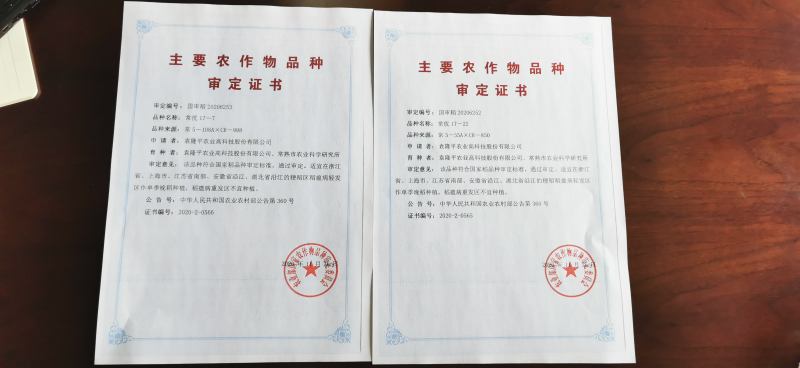 主要农作物品种
审定证书
审定编号：国审稻20206253
品种名称：常优17-7
品种来源：常5-108A×CR-998
申请者：袁隆平农业高科技股份有限公司
育种者：袁隆平农业高科技股份有限公司、常熟市农业科学研究所
审定意见：该品种符合国家稻品种审定标准，通过审定。适宜在浙江
省、上海市、江苏省南部、安徽省沿江、湖北省沿江的粳稻区稻瘟病轻发
区作单季晚稻种植。稻瘟病重发区不宜种植。
公告号：中华人民共和国农业农村部公告第360号
证书编号：2020-2-0566
主要农作物品种
审定证书
审定编号：国审稻20206252
品种名称：常优17-22
品种来源：常3-55A×CR-850
申请者：袁隆平农业高科技股份有限公司
育种者：袁隆平农业高科技股份有限公司、常熟市农业科学研究所
审定意见：该品种符合国家稻品种审定标准，通过审定。适宜在浙江
省、上海市、江苏省南部、安徽省沿江、湖北省沿江的粳稻区稻瘟病轻发区
作单季晚稻种植。稻瘟病重发区不宜种植。
公告号：中华人民共和国农业农村部公告第360号
证书编号：2020-2-0565